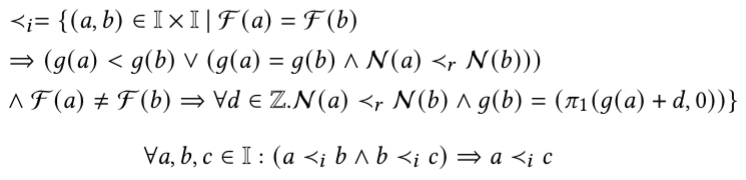 ≺ᵢ= {(a, b) ∈ 𝕀 × 𝕀 | ℱ(a) = ℱ(b)
⇒ (g(a) < g(b) ∨ (g(a) = g(b) ∧ 𝒩(a) ≺ᵣ 𝒩(b)))
∧ ℱ(a) ≠ ℱ(b) ⇒ ∀d ∈ ℤ.𝒩(a) ≺ᵣ 𝒩(b) ∧ g(b) = (π₁(g(a) + d, 0))}
∀a, b, c ∈ 𝕀 : (a ≺ᵢ b ∧ b ≺ᵢ c) ⇒ a ≺ᵢ c